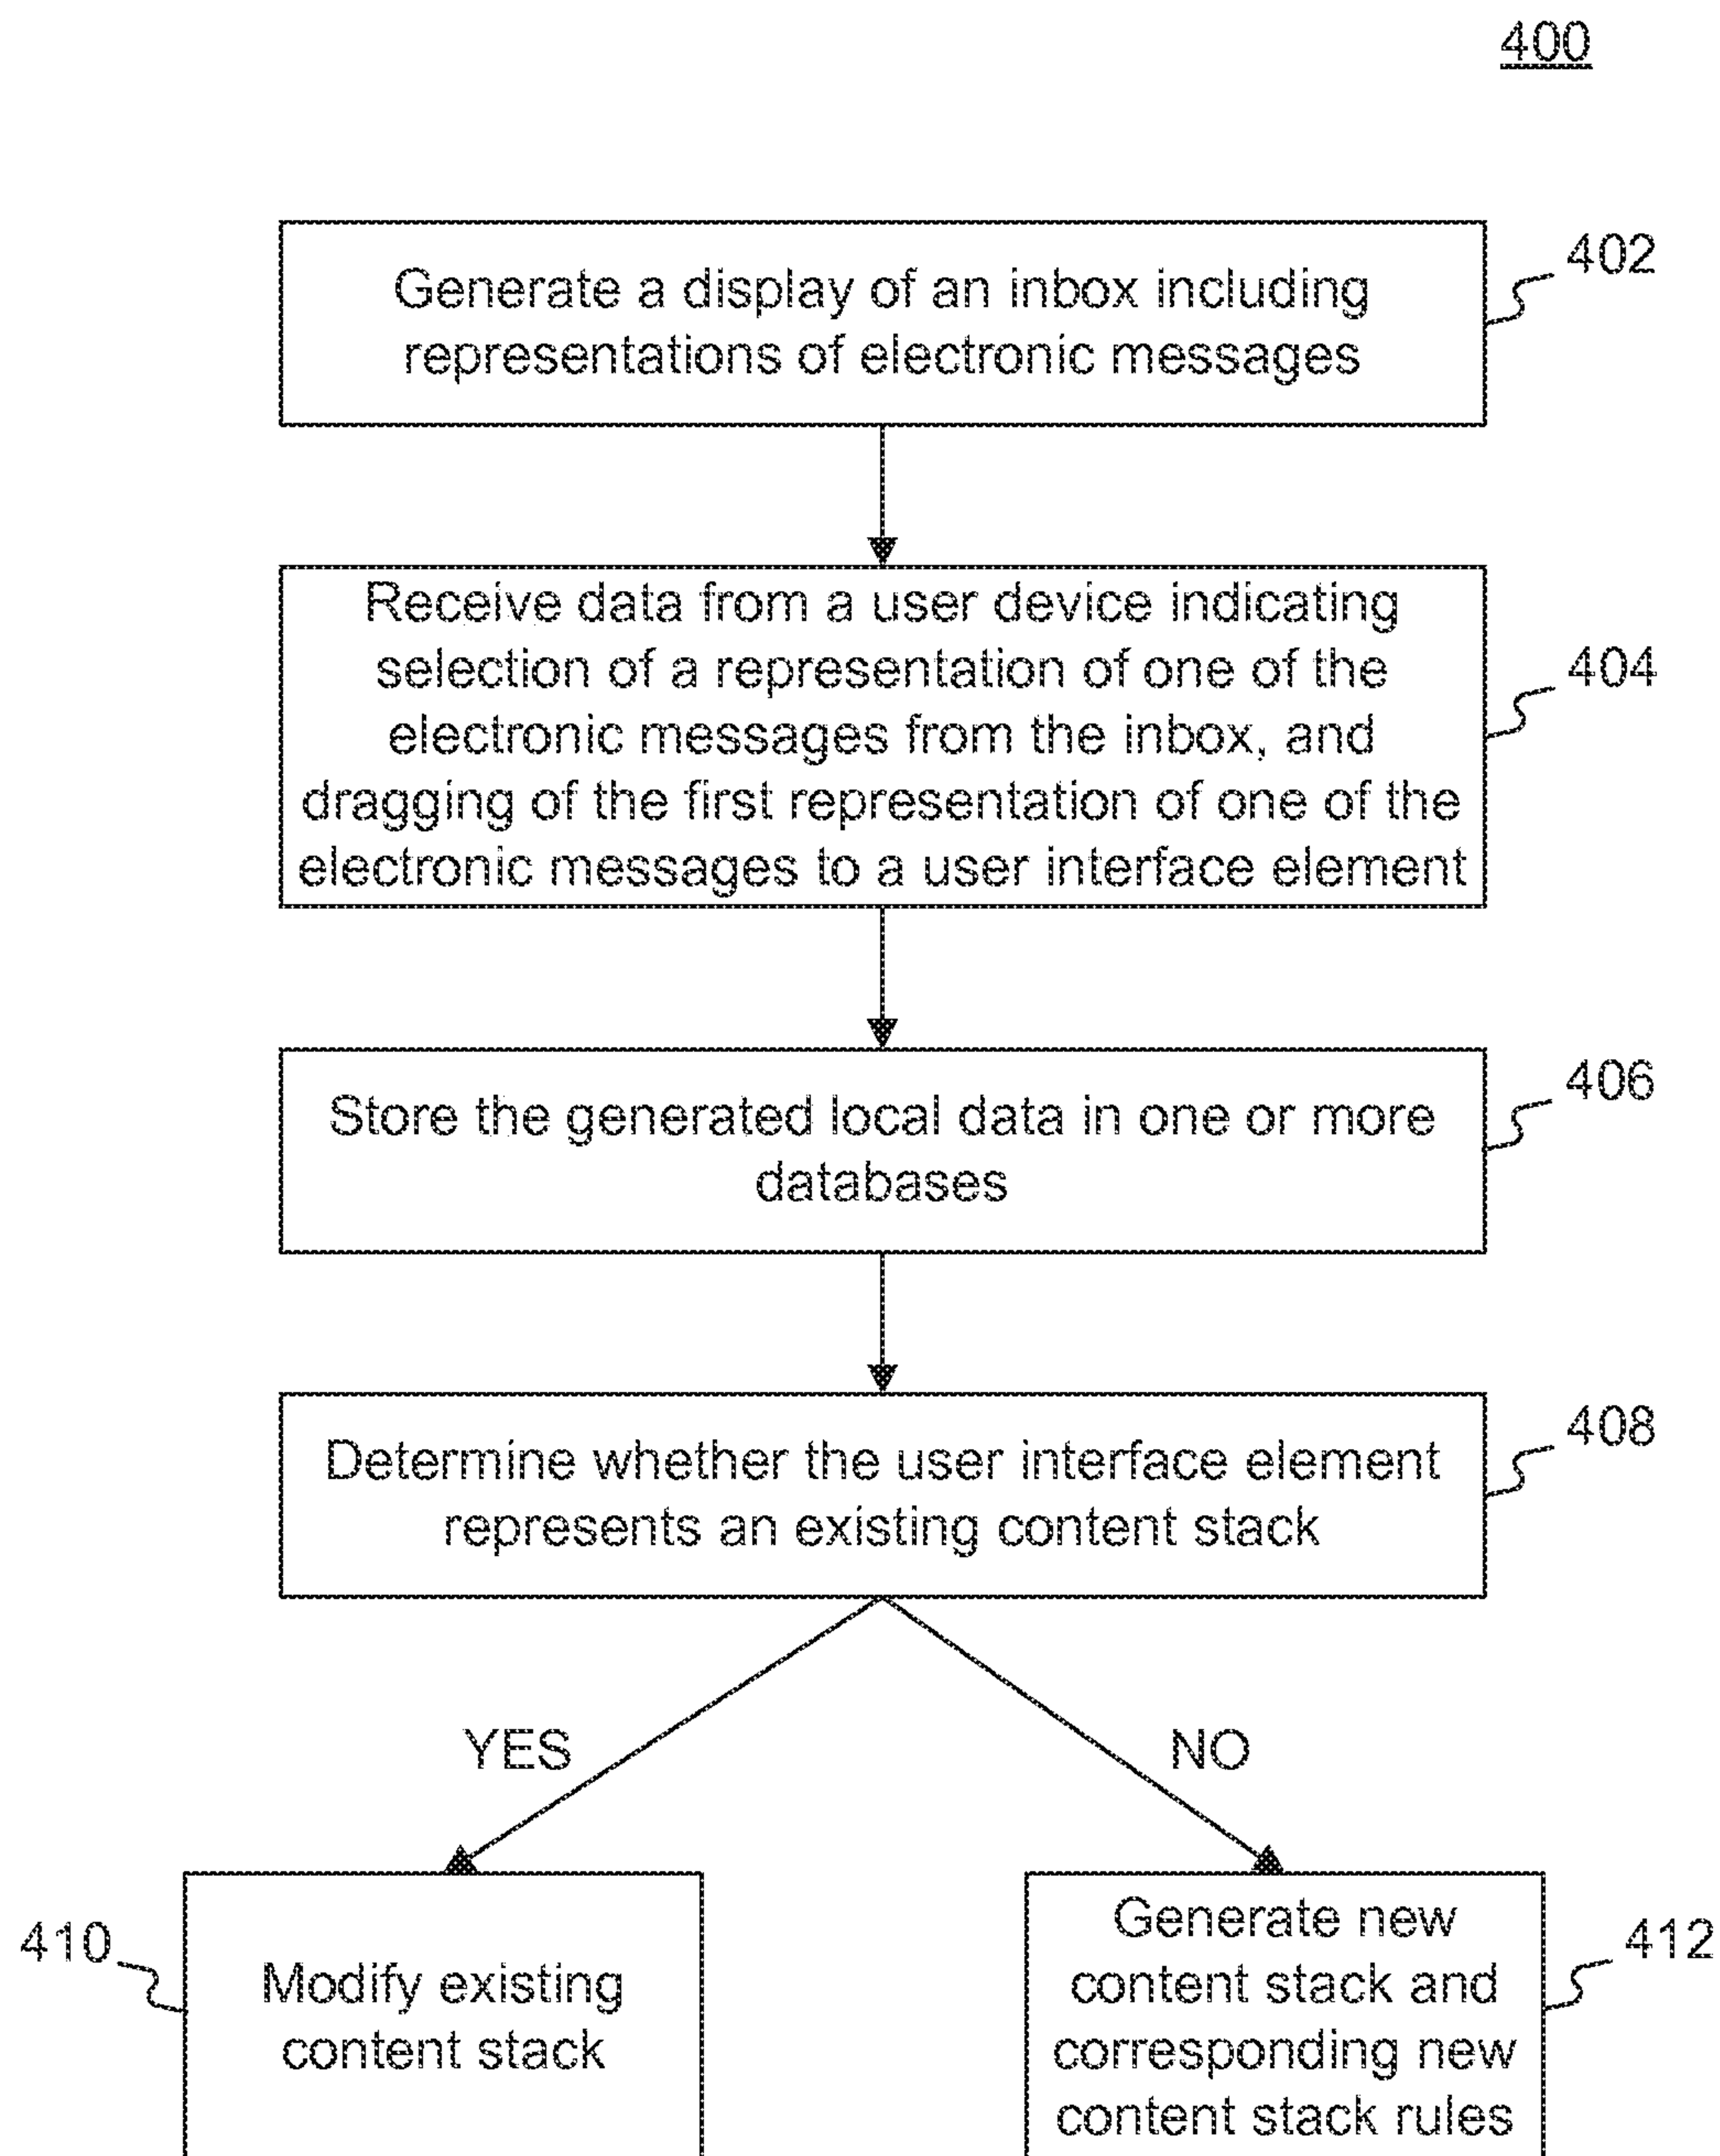 400
Generate a display of an inbox including
representations of electronic messages
402
Receive data from a user device indicating
selection of a representation of one of the
electronic messages from the inbox, and
dragging of the first representation of one of the
electronic messages to a user interface element
404
Store the generated local data in one or more
databases
406
Determine whether the user interface element
represents an existing content stack
408
YES
NO
410
Modify existing
content stack
Generate new
content stack and
corresponding new
content stack rules
412